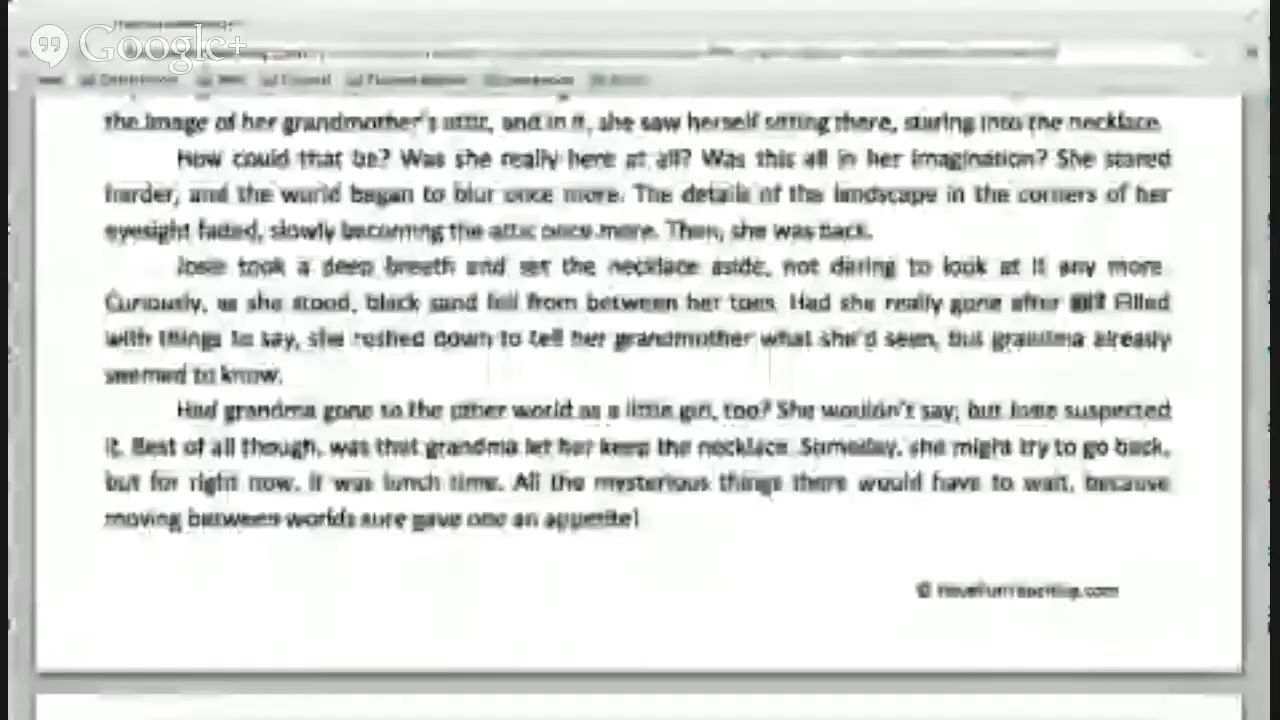 Google+
the image of her grandmother's attic, and in it, she saw herself sitting there, staring into the necklace.
How could that be? Was she really here at all? Was this all in her imagination? She stared
harder, and the world began to blur once more. The details of the landscape in the corners of her
eyesight faded, slowly becoming the attic once more. Then, she was back.
Josie took a deep breath and set the necklace aside, not daring to look at it any more.
Curiously, as she stood, black sand fell from between her toes. Had she really gone after all? Filled
with things to say, she rushed down to tell her grandmother what she'd seen, but grandma already
seemed to know.
Had grandma gone to the other world as a little girl, too? She wouldn't say, but Josie suspected
it. Best of all though, was that grandma let her keep the necklace. Someday, she might try to go back,
but for right now, it was lunch time. All the mysterious things there would have to wait, because
moving between worlds sure gave one an appetite!
© HaveFunTeaching.com